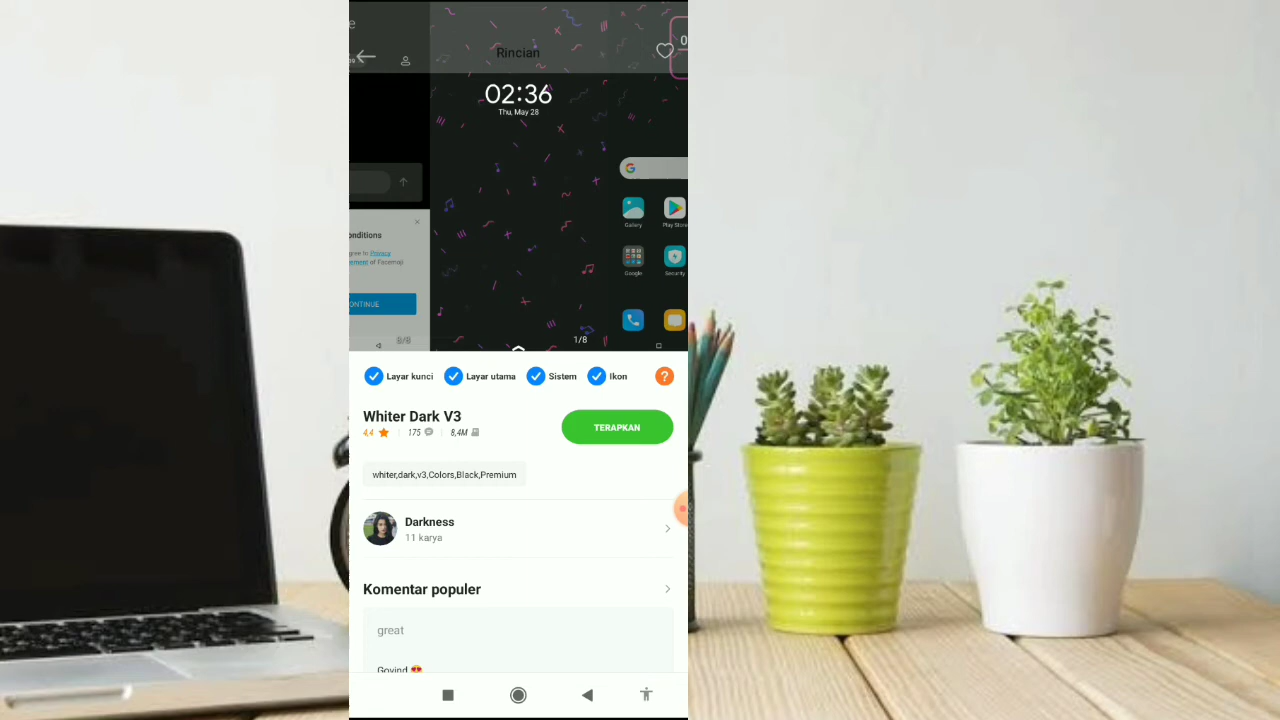 e
Rincian
02:36
Thu, May 28
onditions
gree to Privacy
ement of Facemoji
ONTINUE
8/8
1/8
Gallery
Play Store
Google
Security
Layar kunci
Layar utama
Sistem
Ikon
?
Whiter Dark V3
4,4
175
8,4M
TERAPKAN
whiter,dark,v3,Colors,Black,Premium
Darkness
11 karya
Komentar populer
great
Govind